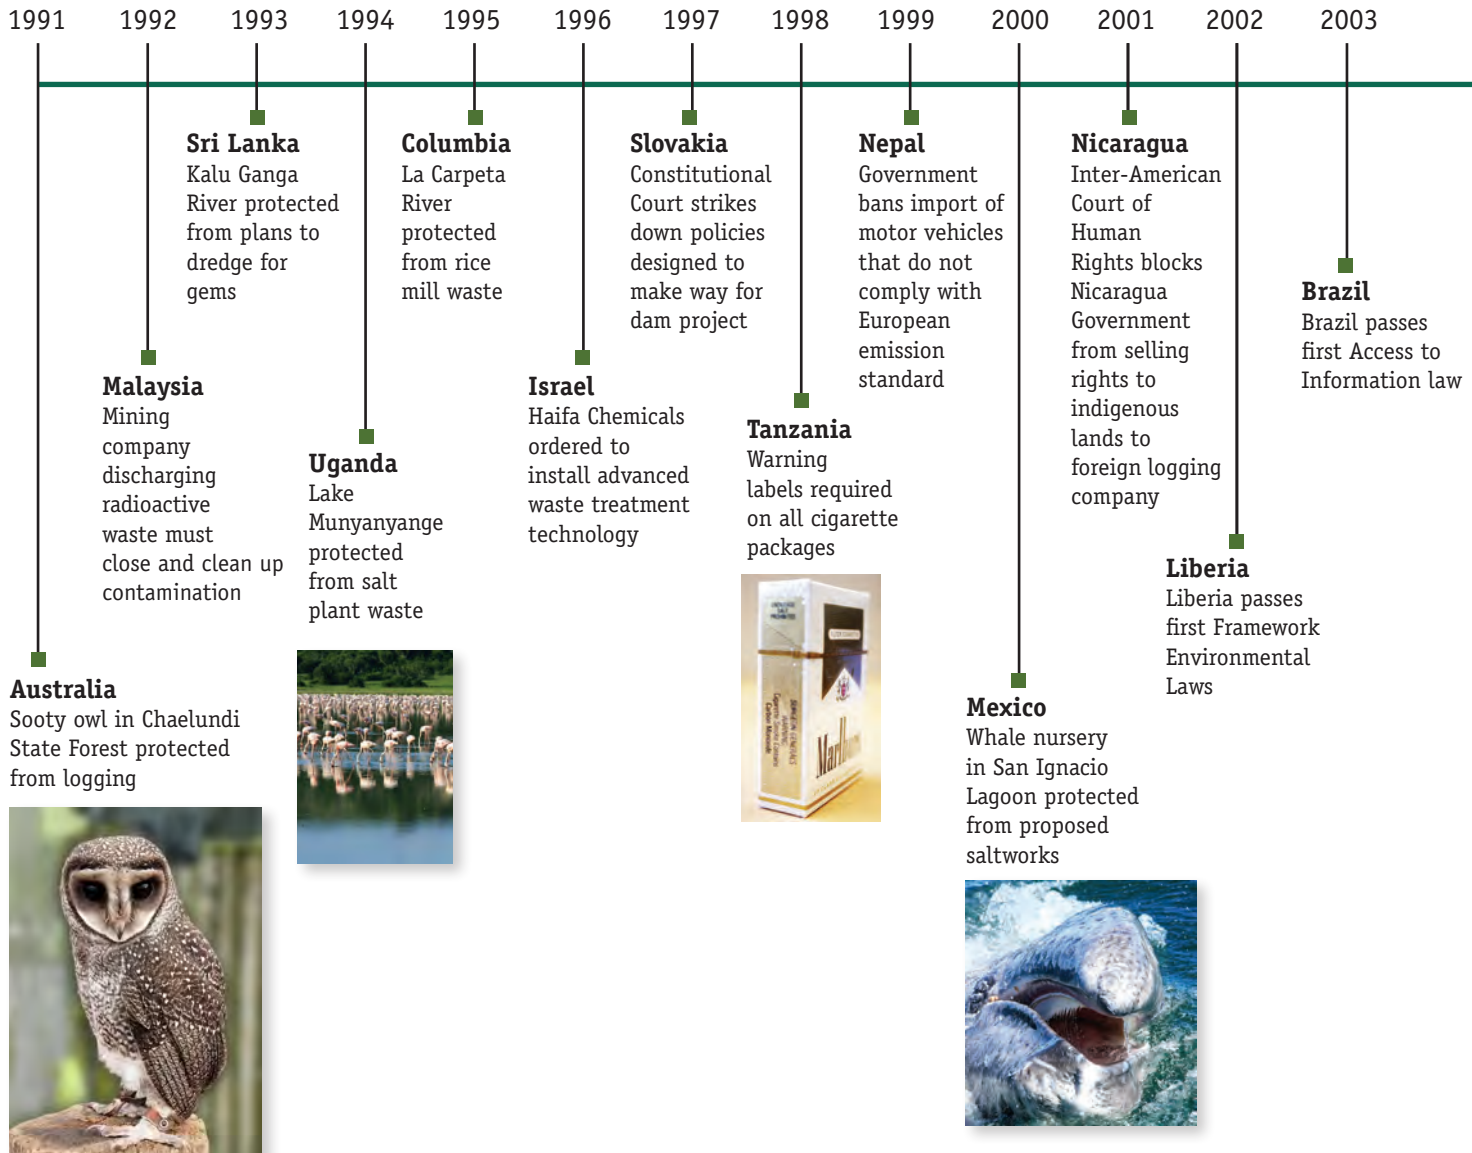 1991 1992 1993 1994 1995 1996 1997 1998 1999 2000 2001 2002 2003
Sri Lanka
Kalu Ganga
River protected
from plans to
dredge for
gems
Columbia
La Carpeta
River
protected
from rice
mill waste
Slovakia
Constitutional
Court strikes
down policies
designed to
make way for
dam project
Nepal
Government
bans import of
motor vehicles
that do not
comply with
European
emission
standard
Nicaragua
Inter-American
Court of
Human
Rights blocks
Nicaragua
Government
from selling
rights to
indigenous
lands to
foreign logging
company
Brazil
Brazil passes
first Access to
Information law
Malaysia
Mining
company
discharging
radioactive
waste must
close and clean up
contamination
Israel
Haifa Chemicals
ordered to
install advanced
waste treatment
technology
Tanzania
Warning
labels required
on all cigarette
packages
Uganda
Lake
Munyanyange
protected
from salt
plant waste
Liberia
Liberia passes
first Framework
Environmental
Laws
Australia
Sooty owl in Chaelundi
State Forest protected
from logging
Mexico
Whale nursery
in San Ignacio
Lagoon protected
from proposed
saltworks
SURGEON GENERAL'S
WARNING:
Cigarette Smoke Contains
Carbon Monoxide.